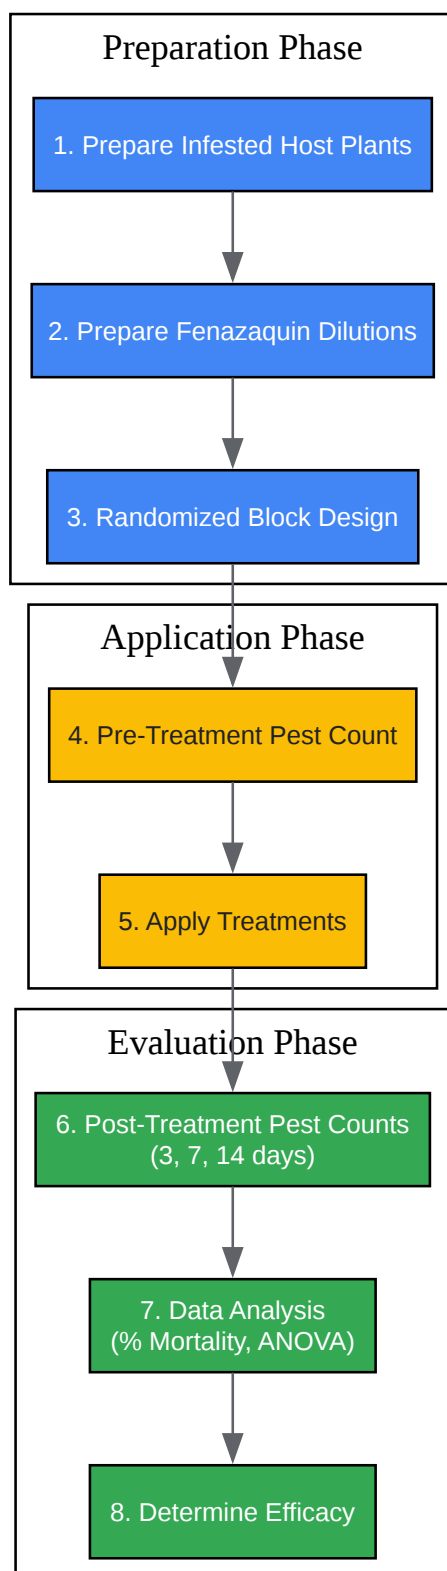 Preparation Phase
1. Prepare Infested Host Plants
2. Prepare Fenazaquin Dilutions
3. Randomized Block Design
Application Phase
4. Pre-Treatment Pest Count
5. Apply Treatments
Evaluation Phase
6. Post-Treatment Pest Counts
(3, 7, 14 days)
7. Data Analysis
(% Mortality, ANOVA)
8. Determine Efficacy